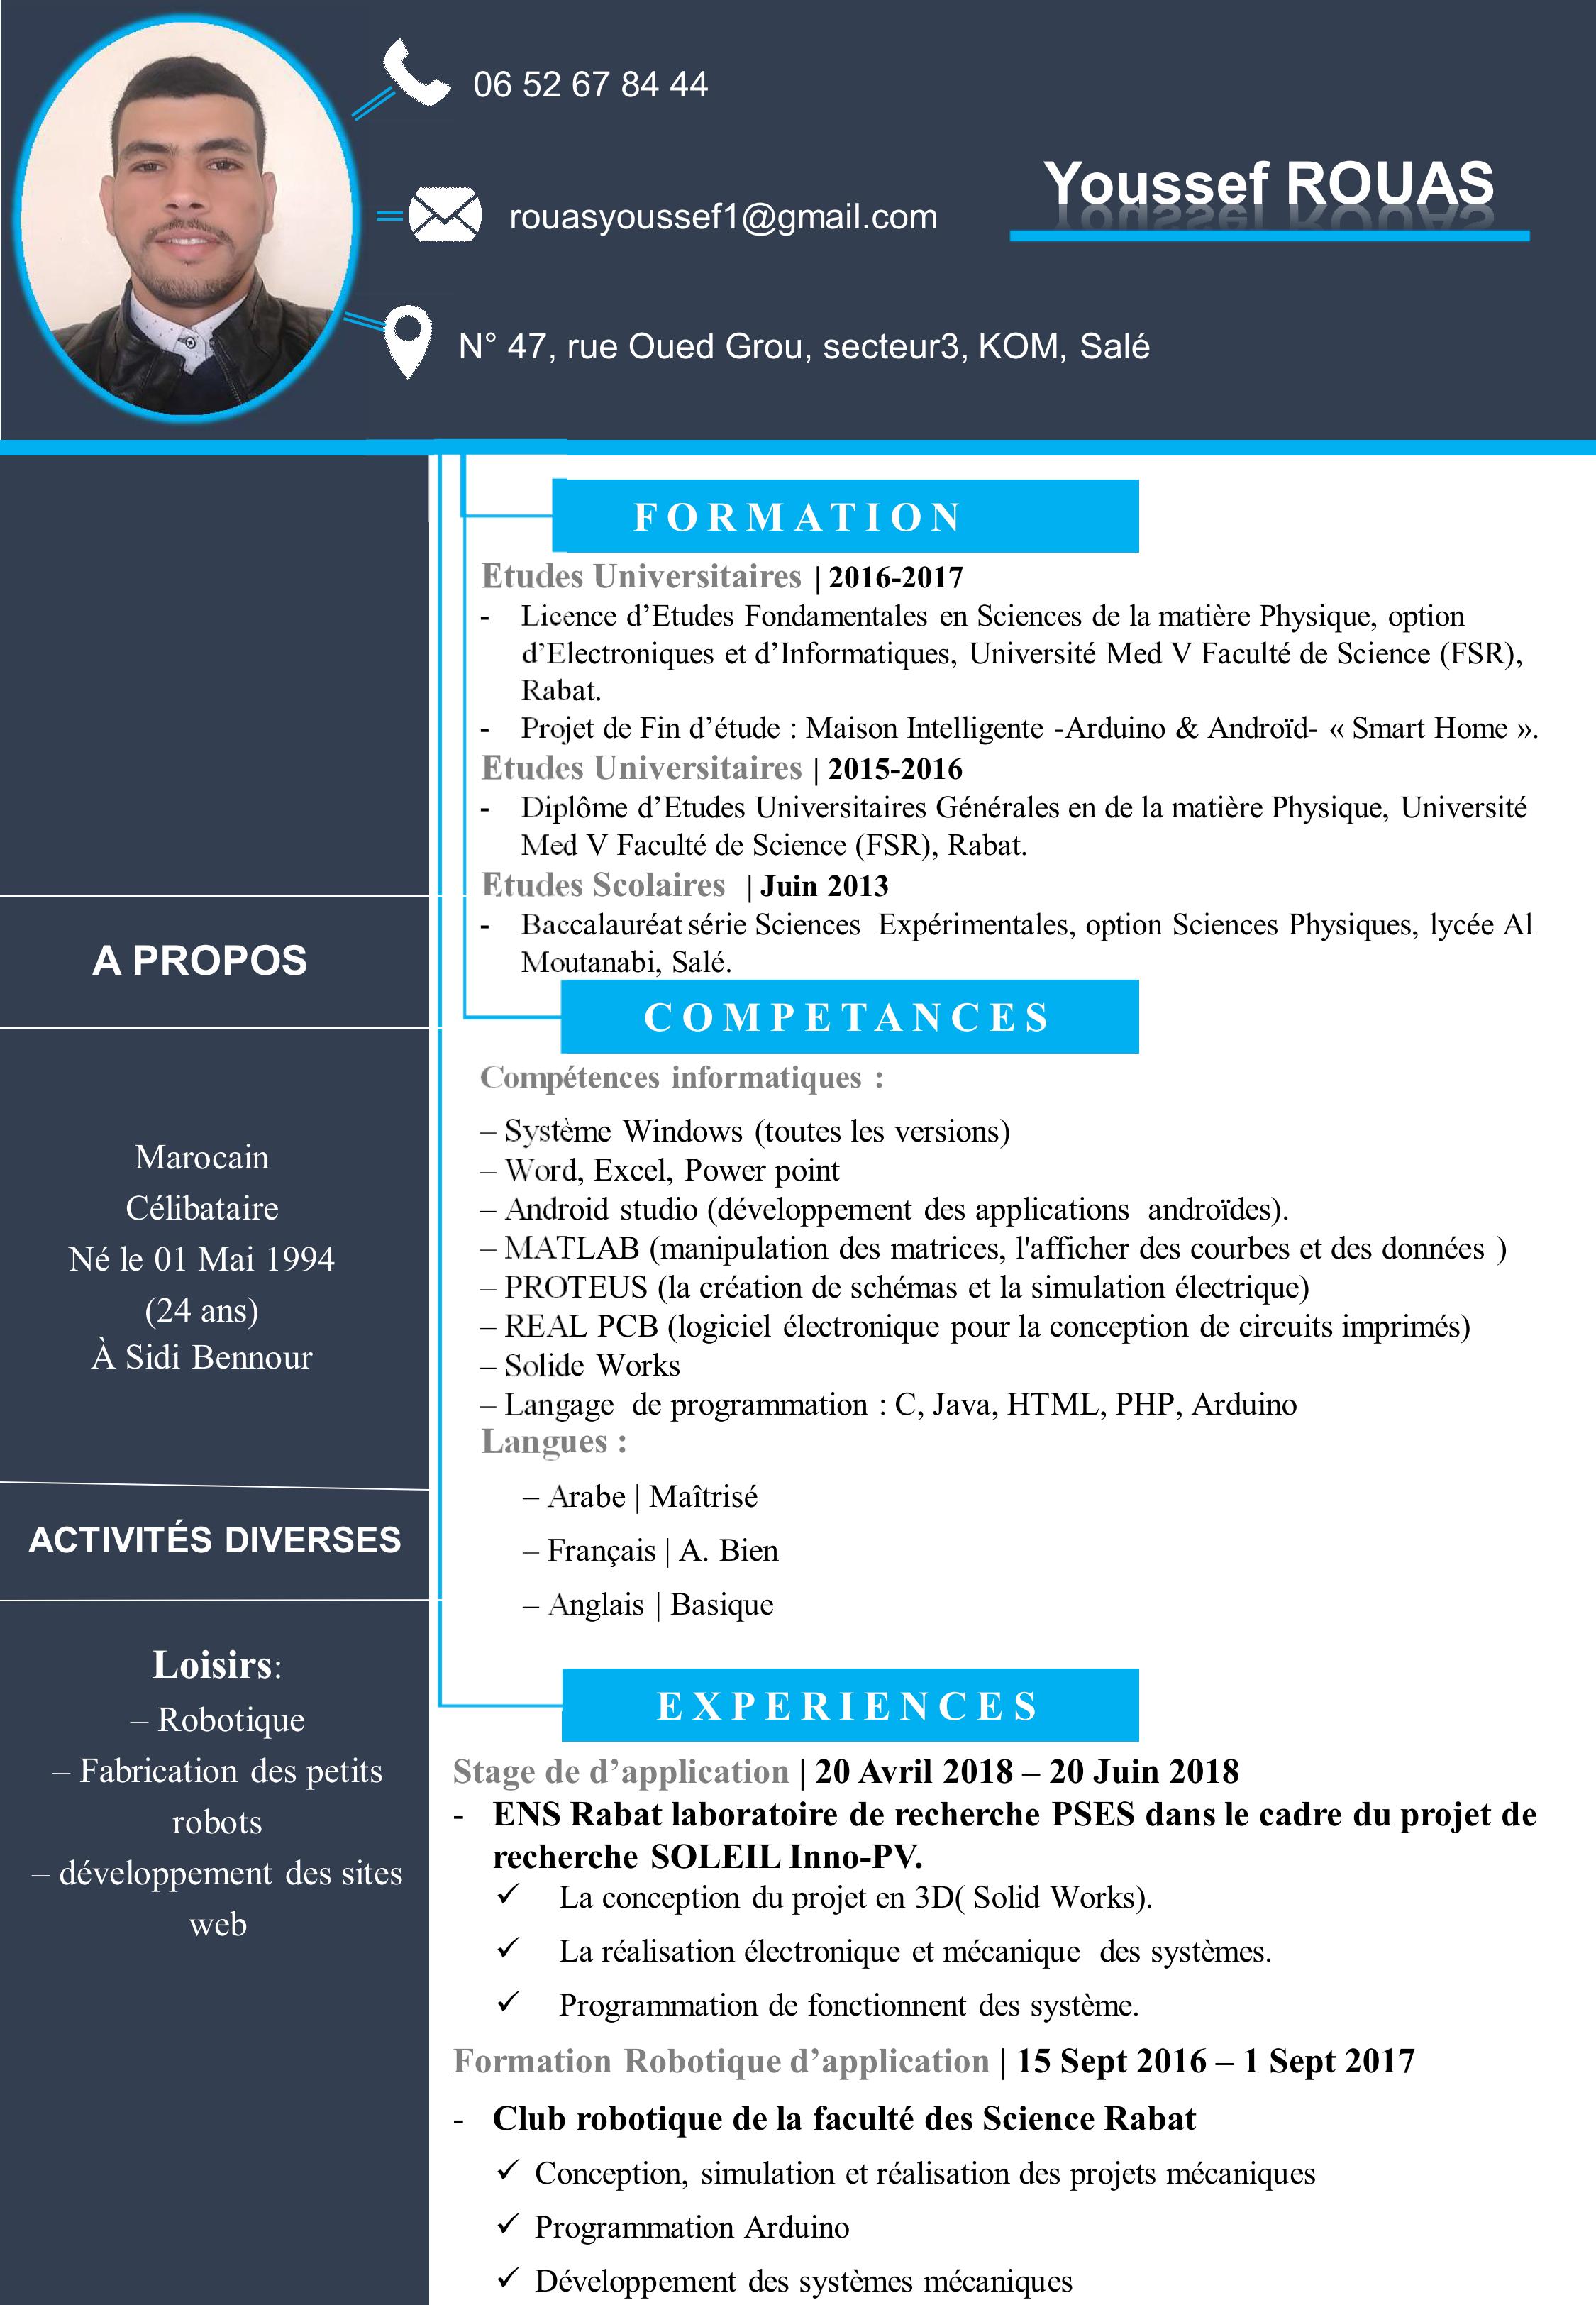 06 52 67 84 44
Youssef ROUAS
rouasyoussef1@gmail.com
N° 47, rue Oued Grou, secteur3, KOM, Salé
FORMATION
Etudes Universitaires | 2016-2017
- Licence d’Etudes Fondamentales en Sciences de la matière Physique, option
d’Electroniques et d’Informatiques, Université Med V Faculté de Science (FSR),
Rabat.
- Projet de Fin d’étude : Maison Intelligente -Arduino & Androïd- « Smart Home ».
Etudes Universitaires | 2015-2016
- Diplôme d’Etudes Universitaires Générales en de la matière Physique, Université
Med V Faculté de Science (FSR), Rabat.
Etudes Scolaires | Juin 2013
- Baccalauréat série Sciences Expérimentales, option Sciences Physiques, lycée Al
Moutanabi, Salé.
COMPETANCES
Compétences informatiques :
– Système Windows (toutes les versions)
– Word, Excel, Power point
– Android studio (développement des applications androïdes).
– MATLAB (manipulation des matrices, l'afficher des courbes et des données )
– PROTEUS (la création de schémas et la simulation électrique)
– REAL PCB (logiciel électronique pour la conception de circuits imprimés)
– Solide Works
– Langage de programmation : C, Java, HTML, PHP, Arduino
Langues :
– Arabe | Maîtrisé
– Français | A. Bien
– Anglais | Basique
EXPERIENCES
Stage de d’application | 20 Avril 2018 – 20 Juin 2018
- ENS Rabat laboratoire de recherche PSES dans le cadre du projet de
recherche SOLEIL Inno-PV.
✓ La conception du projet en 3D( Solid Works).
✓ La réalisation électronique et mécanique des systèmes.
✓ Programmation de fonctionnent des système.
Formation Robotique d’application | 15 Sept 2016 – 1 Sept 2017
- Club robotique de la faculté des Science Rabat
✓ Conception, simulation et réalisation des projets mécaniques
✓ Programmation Arduino
✓ Développement des systèmes mécaniques
A PROPOS
Marocain
Célibataire
Né le 01 Mai 1994
(24 ans)
À Sidi Bennour
ACTIVITÉS DIVERSES
Loisirs:
– Robotique
– Fabrication des petits
robots
– développement des sites
web